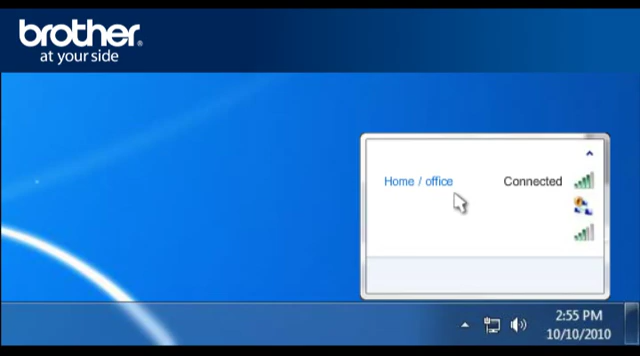 brother
at your side
Home / office Connected
2:55 PM
10/10/2010